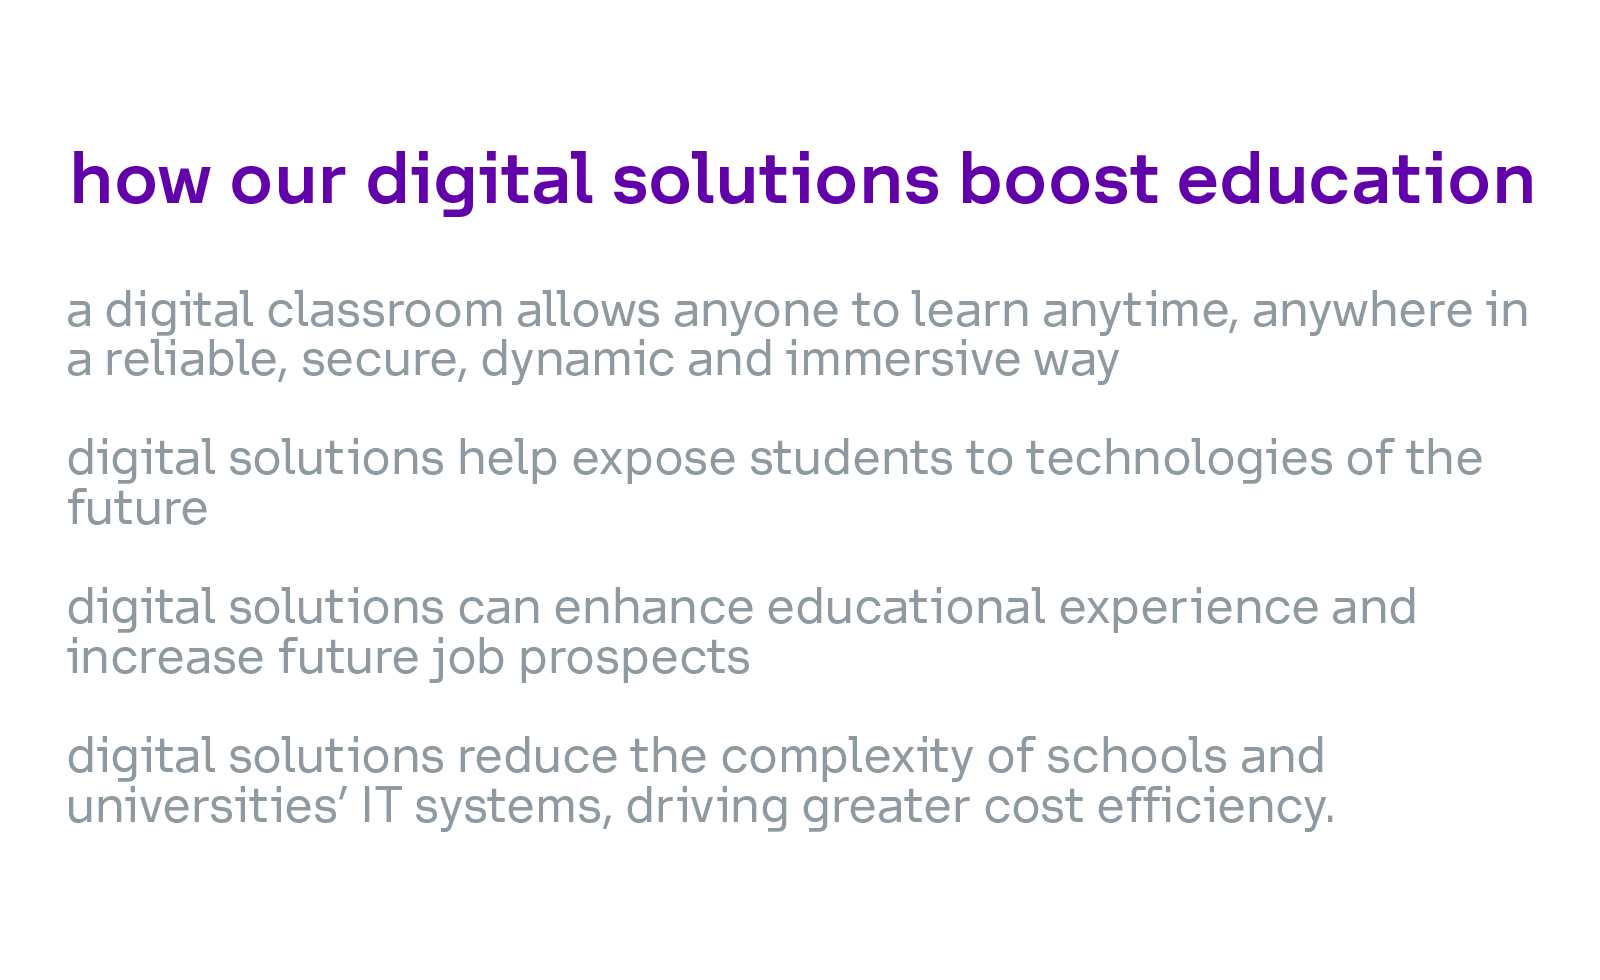 how our digital solutions boost education
a digital classroom allows anyone to learn anytime, anywhere in
a reliable, secure, dynamic and immersive way
digital solutions help expose students to technologies of the
future
digital solutions can enhance educational experience and
increase future job prospects
digital solutions reduce the complexity of schools and
universities’ IT systems, driving greater cost efficiency.